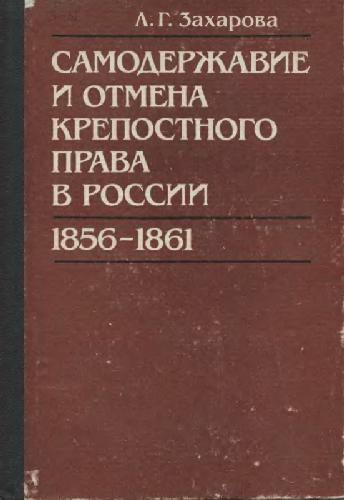 Л. Г. Захарова
САМОДЕРЖАВИЕ
И ОТМЕНА
КРЕПОСТНОГО
ПРАВА
В РОССИИ
1856–1861